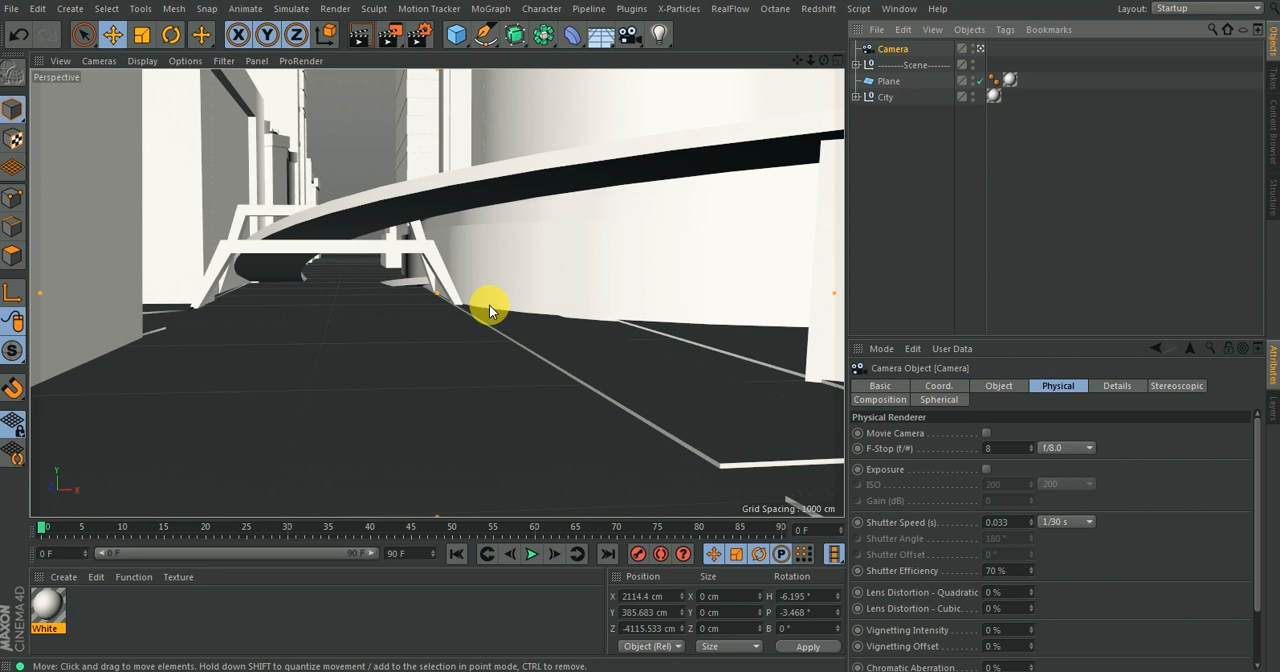 File Edit Create Select Tools Mesh Snap Animate Simulate Render Sculpt Motion Tracker MoGraph Character Pipeline Plugins X-Particles RealFlow Octane Redshift Script Window Help Layout: Startup
View Cameras Display Options Filter Panel ProRender
File Edit View Objects Tags Bookmarks
Perspective
Camera
--------Scene-------
Plane
City
Objects
Takes
Content Browser
Structure
Mode Edit User Data
Camera Object [Camera]
Basic Coord. Object Physical Details Stereoscopic
Composition Spherical
Attributes
Layers
Physical Renderer
Movie Camera
F-Stop (f/#) 8 f/8.0
Exposure
ISO 200 200
Gain (dB) 0
Shutter Speed (s) 0.033 1/30 s
Shutter Angle 180 °
Shutter Offset 0 °
Shutter Efficiency 70 %
Lens Distortion - Quadratic 0 %
Lens Distortion - Cubic 0 %
Vignetting Intensity 0 %
Vignetting Offset 0 %
Chromatic Aberration 0 %
Y
Z X
Grid Spacing : 1000 cm
0 5 10 15 20 25 30 35 40 45 50 55 60 65 70 75 80 85 90 0 F
0 F 0 F 90 F 90 F
Create Edit Function Texture
White
Position Size Rotation
X 2114.4 cm X 0 cm H -6.195 °
Y 385.683 cm Y 0 cm P -3.468 °
Z -4115.533 cm Z 0 cm B 0 °
Object (Rel) Size Apply
MAXON CINEMA4D
Move: Click and drag to move elements. Hold down SHIFT to quantize movement / add to the selection in point mode, CTRL to remove.